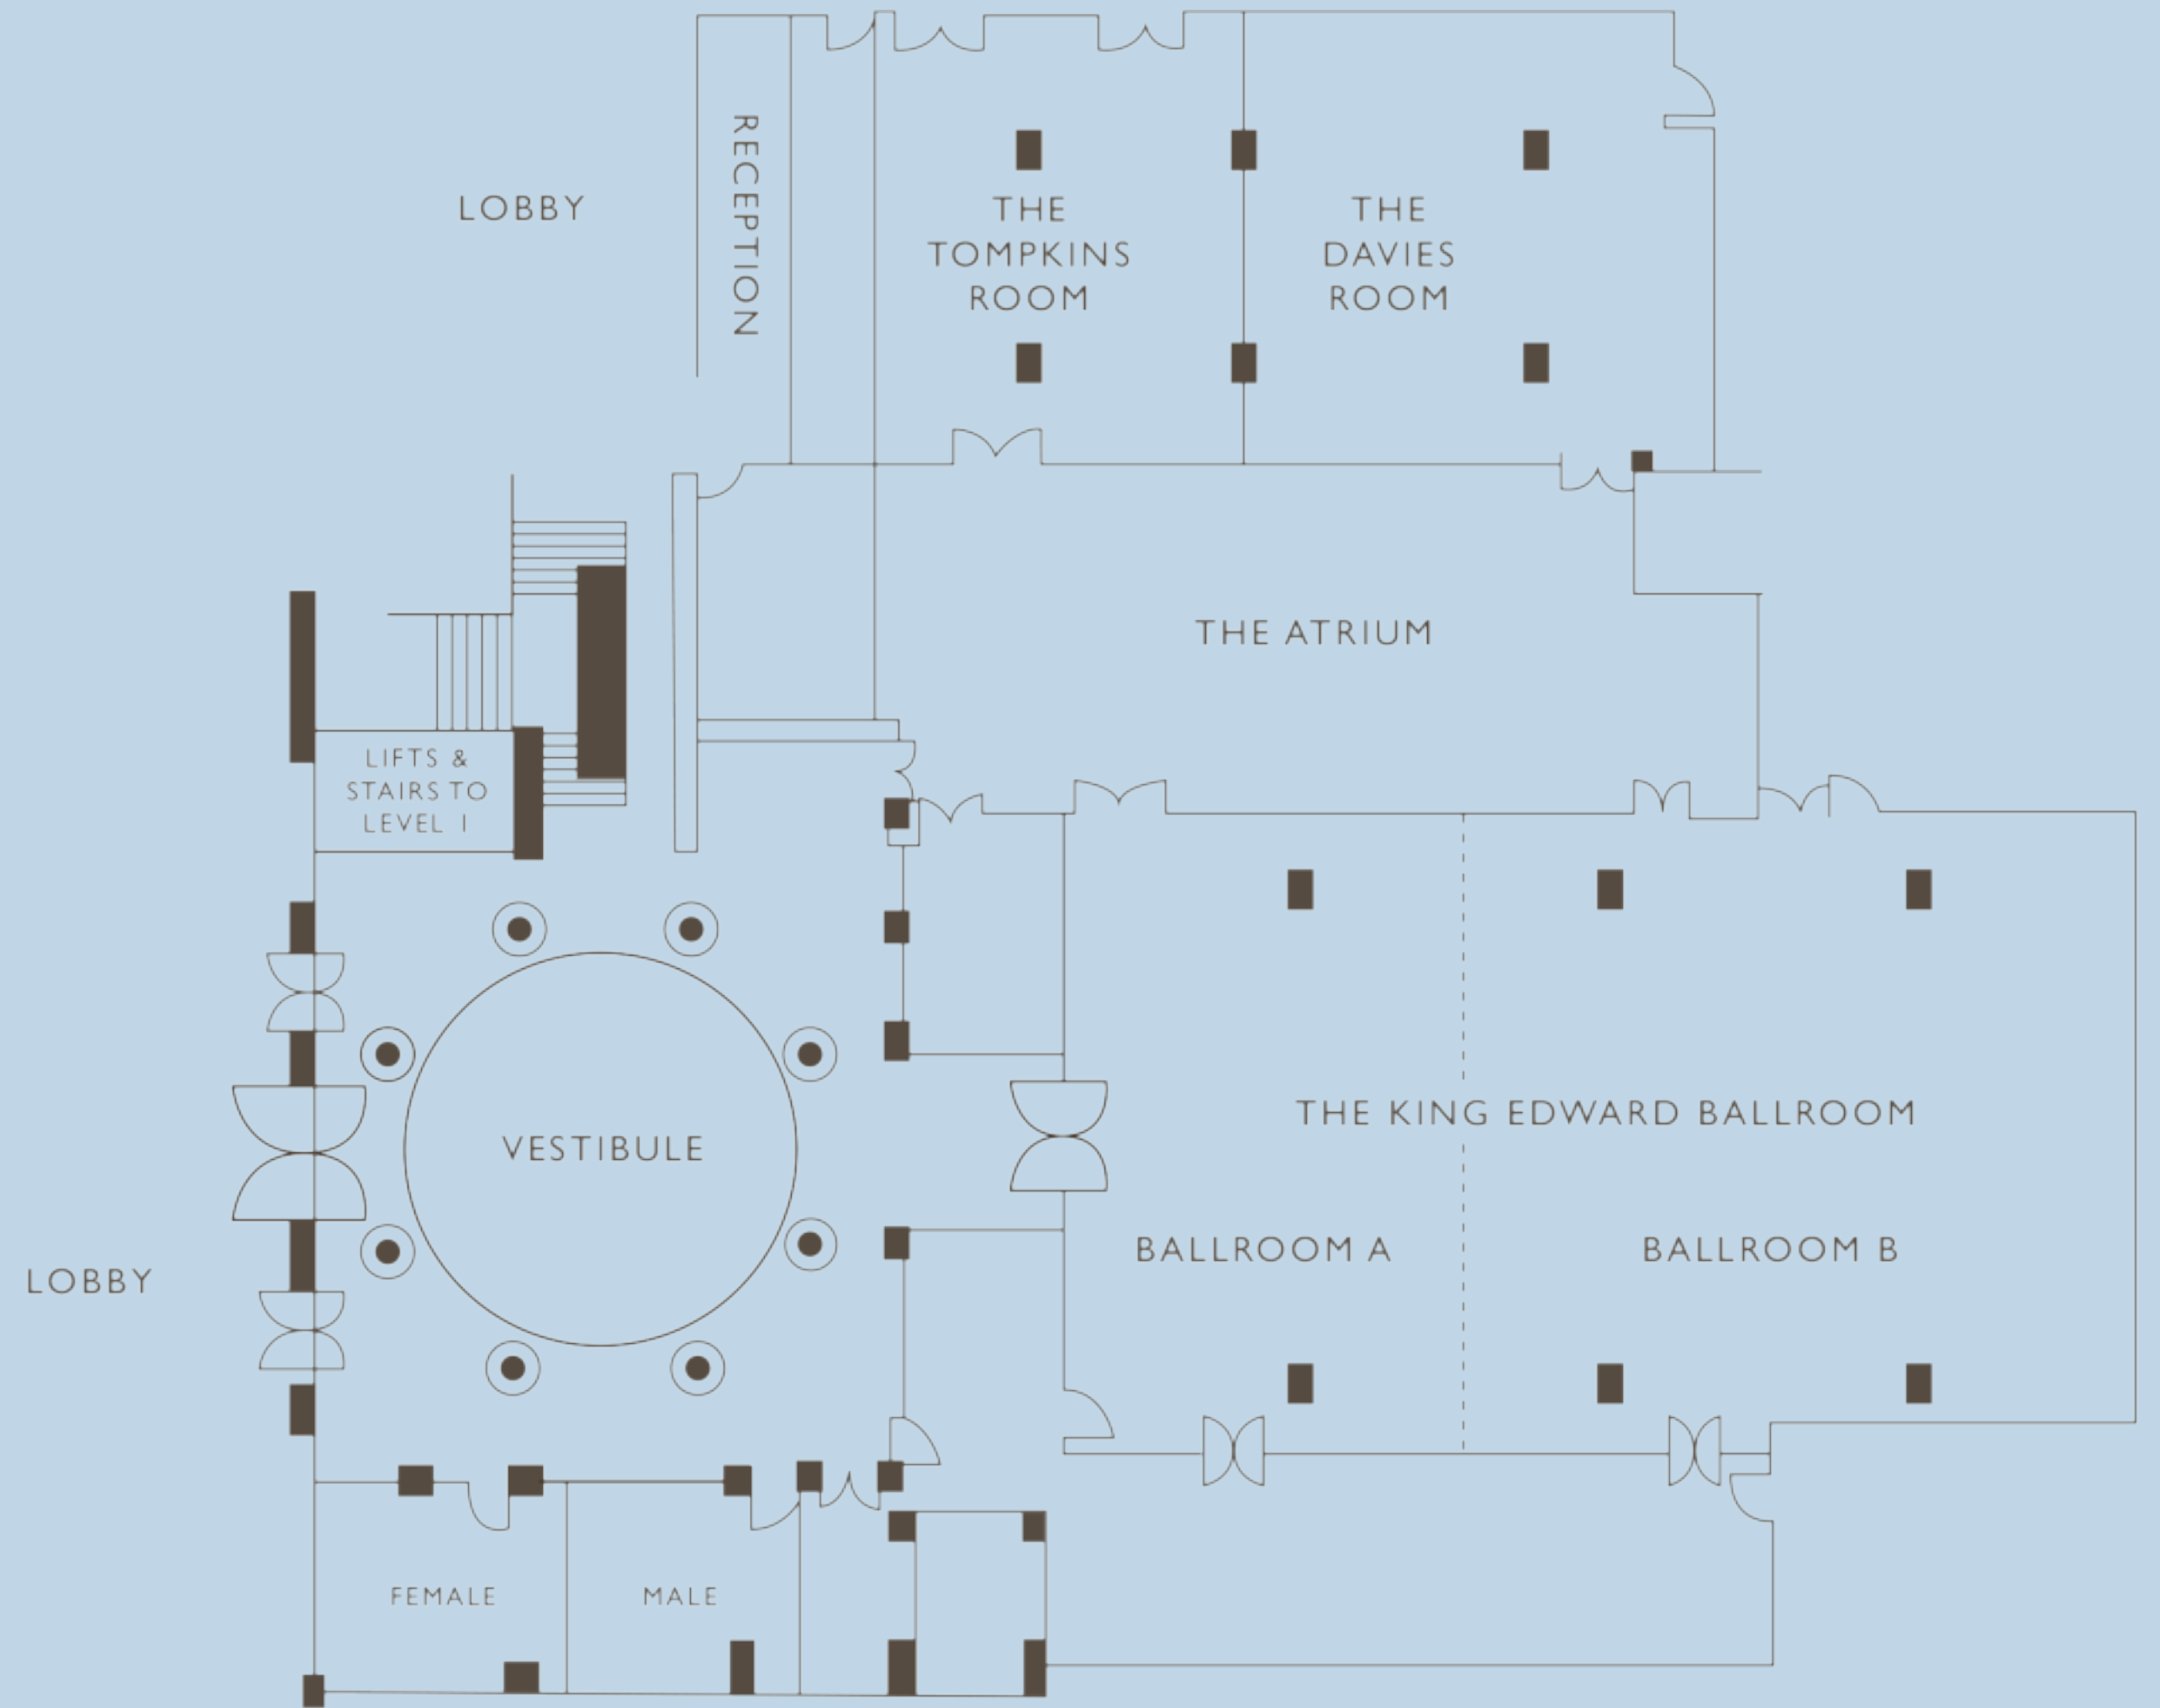 LOBBY
RECEPTION
THE
TOMPKINS
ROOM
THE
DAVIES
ROOM
THE ATRIUM
LIFTS &
STAIRS TO
LEVEL 1
VESTIBULE
THE KING EDWARD BALLROOM
BALLROOM A
BALLROOM B
LOBBY
FEMALE
MALE